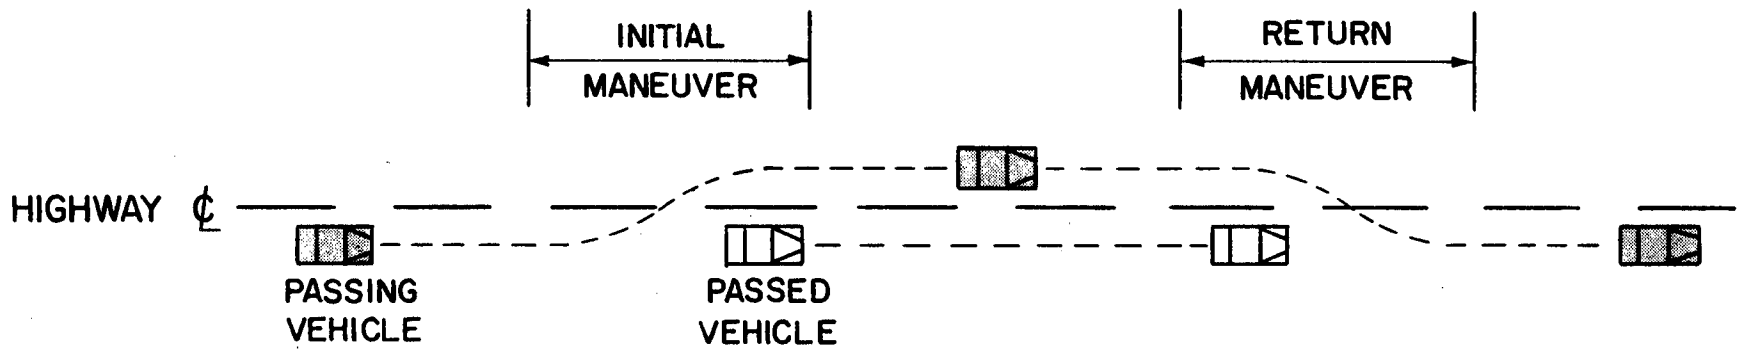 INITIAL
MANEUVER
RETURN
MANEUVER
HIGHWAY ℄
PASSING
VEHICLE
PASSED
VEHICLE